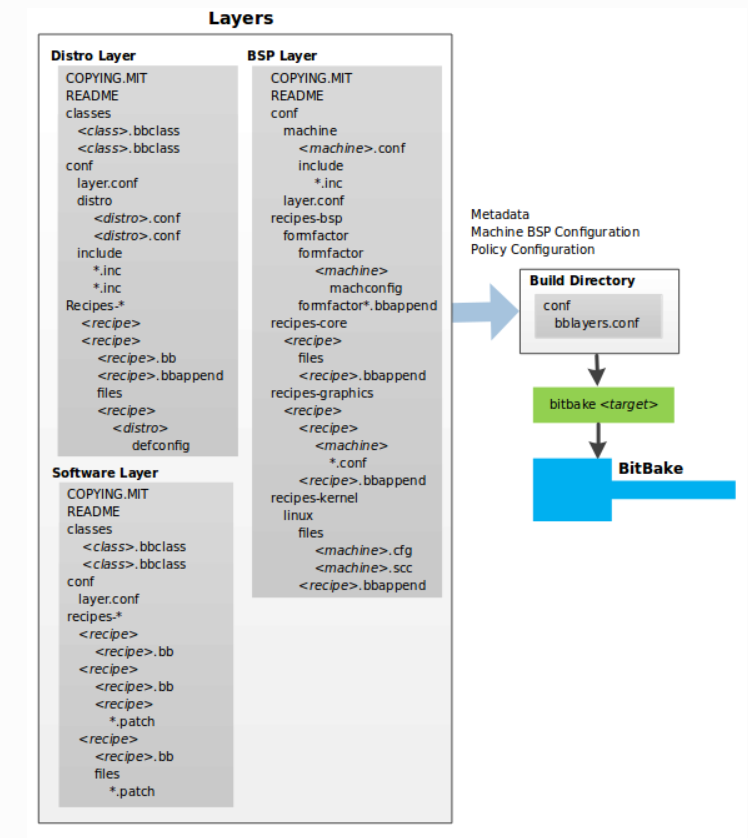 Layers
Distro Layer
COPYING.MIT
README
classes
<class>.bbclass
<class>.bbclass
conf
layer.conf
distro
<distro>.conf
<distro>.conf
include
*.inc
*.inc
Recipes-*
<recipe>
<recipe>
<recipe>.bb
<recipe>.bbappend
files
<recipe>
<distro>
defconfig
Software Layer
COPYING.MIT
README
classes
<class>.bbclass
<class>.bbclass
conf
layer.conf
recipes-*
<recipe>
<recipe>.bb
<recipe>
<recipe>.bb
<recipe>
*.patch
<recipe>
<recipe>.bb
files
*.patch
BSP Layer
COPYING.MIT
README
conf
machine
<machine>.conf
include
*.inc
layer.conf
recipes-bsp
formfactor
formfactor
<machine>
machconfig
formfactor*.bbappend
recipes-core
<recipe>
files
<recipe>.bbappend
recipes-graphics
<recipe>
<recipe>
<machine>
*.conf
<recipe>.bbappend
recipes-kernel
linux
files
<machine>.cfg
<machine>.scc
<recipe>.bbappend
Metadata
Machine BSP Configuration
Policy Configuration
Build Directory
conf
bblayers.conf
bitbake <target>
BitBake